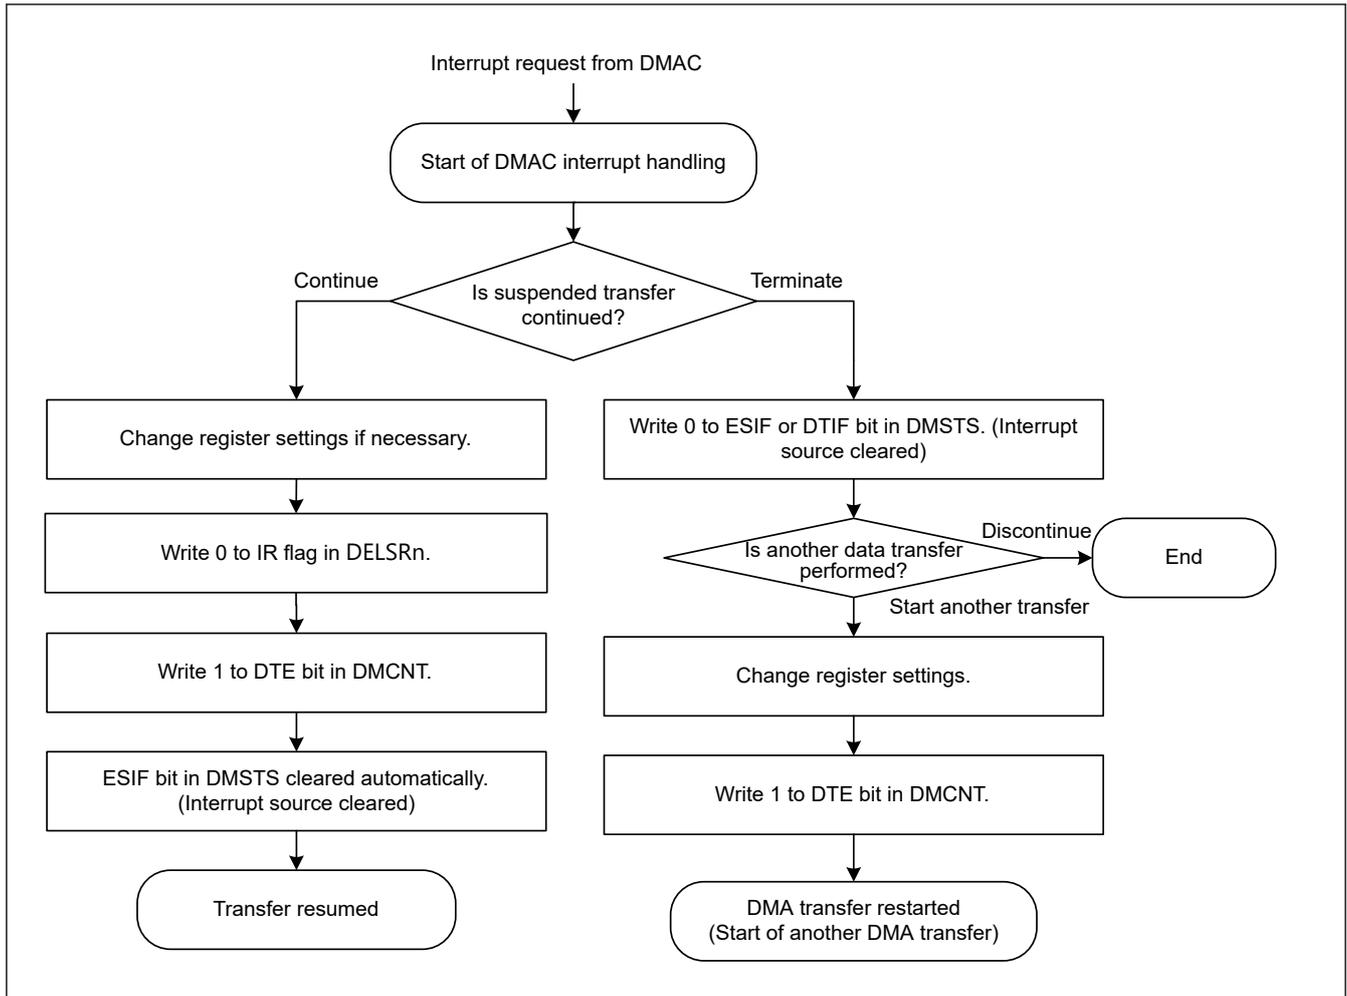 Interrupt request from DMAC
Start of DMAC interrupt handling
Is suspended transfer
continued?
Continue
Terminate
Change register settings if necessary.
Write 0 to IR flag in DELSRn.
Write 1 to DTE bit in DMCNT.
ESIF bit in DMSTS cleared automatically.
(Interrupt source cleared)
Transfer resumed
Write 0 to ESIF or DTIF bit in DMSTS. (Interrupt
source cleared)
Is another data transfer
performed?
Discontinue
End
Start another transfer
Change register settings.
Write 1 to DTE bit in DMCNT.
DMA transfer restarted
(Start of another DMA transfer)